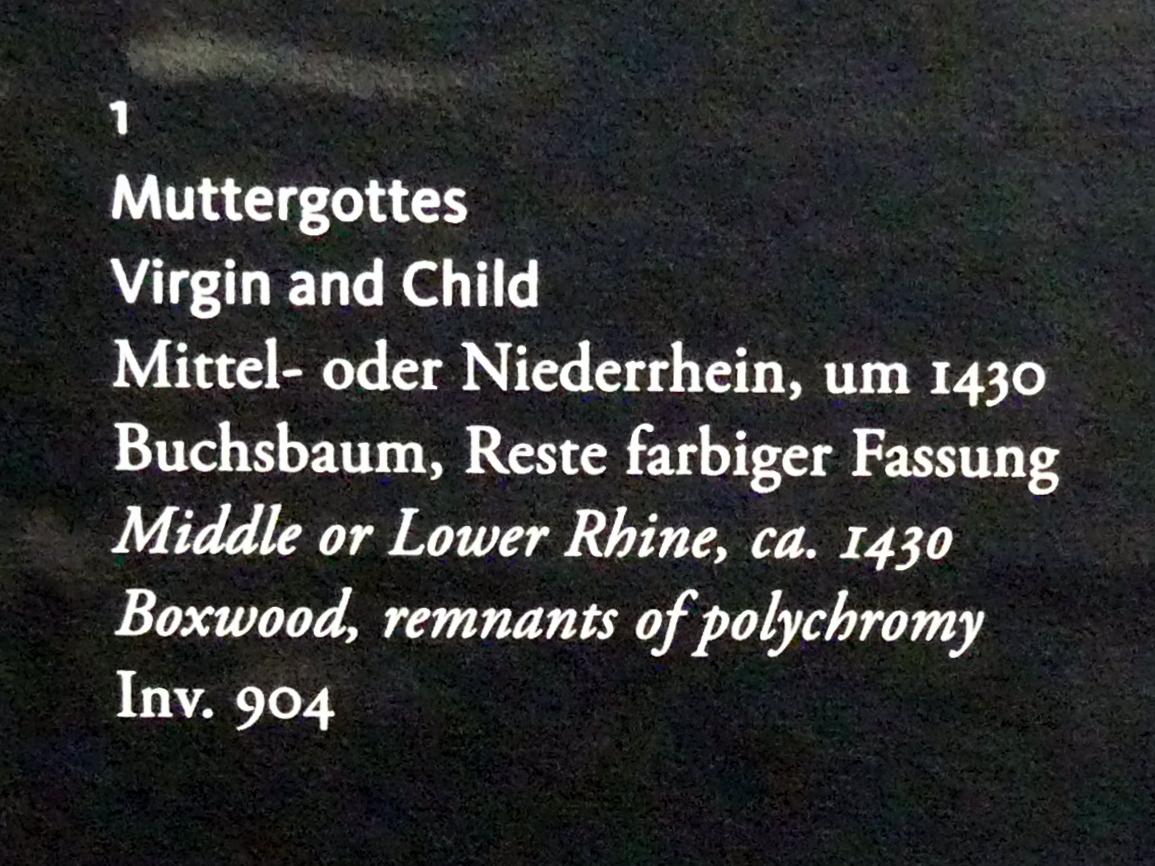 1
Muttergottes
Virgin and Child
Mittel- oder Niederrhein, um 1430
Buchsbaum, Reste farbiger Fassung
Middle or Lower Rhine, ca. 1430
Boxwood, remnants of polychromy
Inv. 904